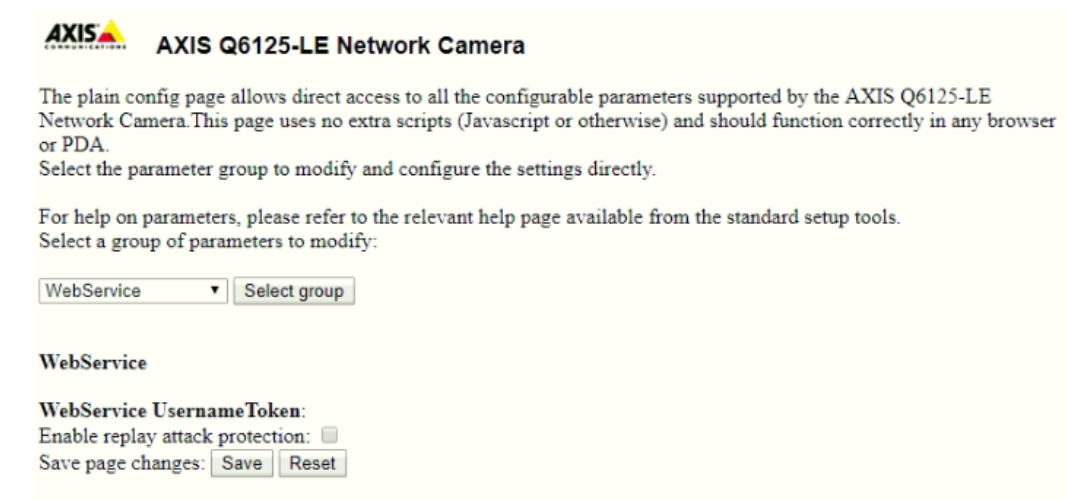 AXIS
COMMUNICATIONS
AXIS Q6125-LE Network Camera
The plain config page allows direct access to all the configurable parameters supported by the AXIS Q6125-LE
Network Camera.This page uses no extra scripts (Javascript or otherwise) and should function correctly in any browser
or PDA.
Select the parameter group to modify and configure the settings directly.
For help on parameters, please refer to the relevant help page available from the standard setup tools.
Select a group of parameters to modify:
WebService Select group
WebService
WebService UsernameToken:
Enable replay attack protection:
Save page changes: Save Reset